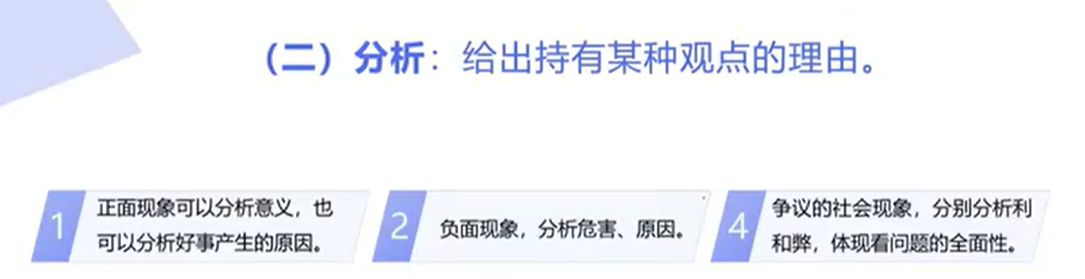 （二）分析：给出持有某种观点的理由。
1
正面现象可以分析意义，也
可以分析好事产生的原因。
2
负面现象，分析危害、原因。
4
争议的社会现象，分别分析利
和弊，体现看问题的全面性。